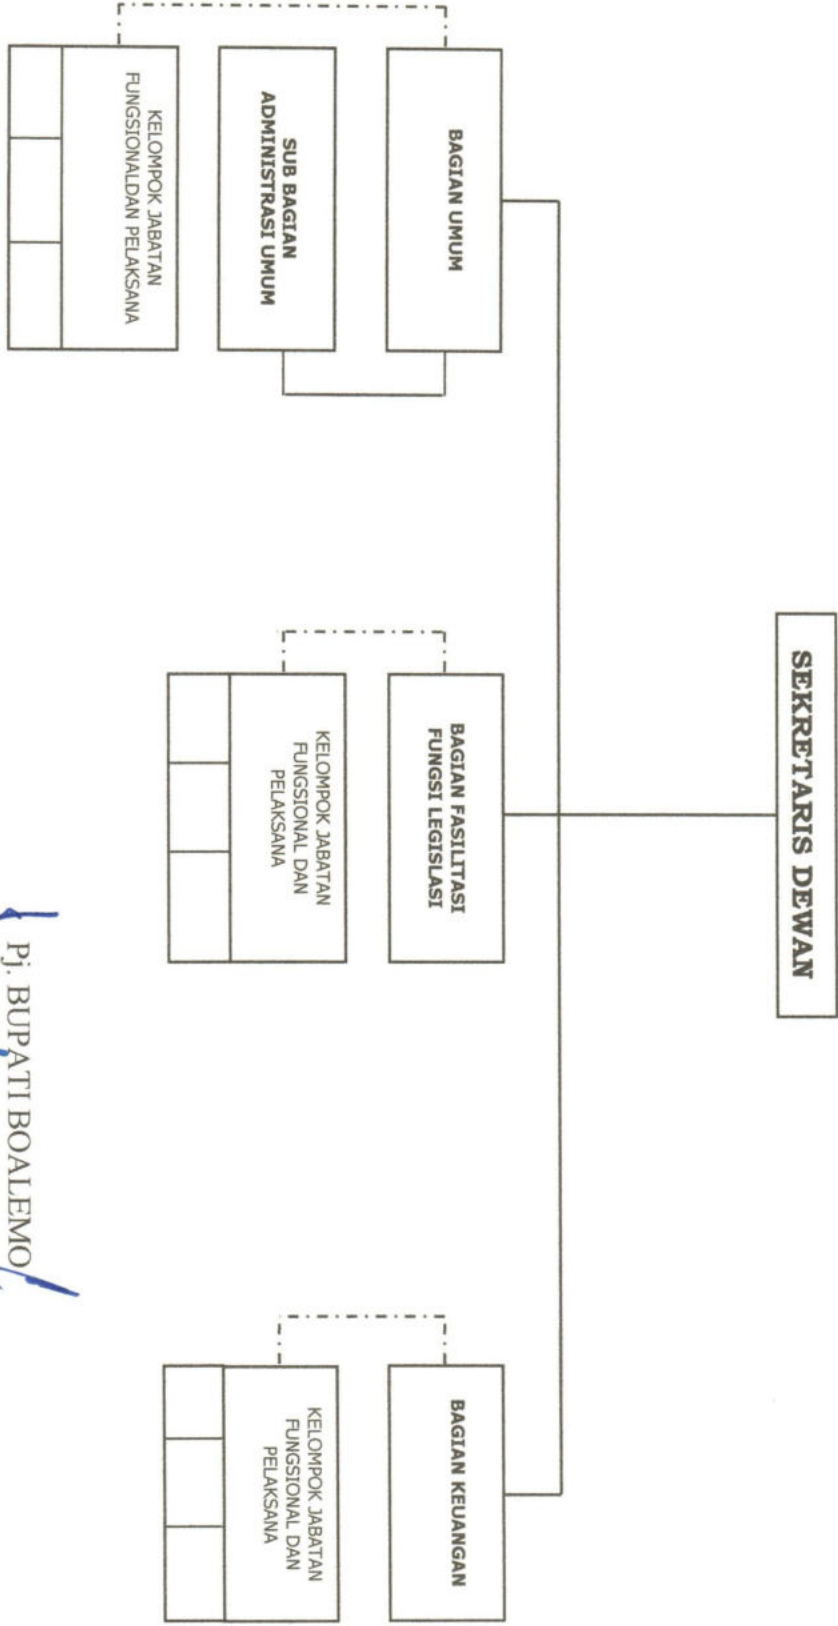 SEKRETARIS DEWAN
BAGIAN UMUM
SUB BAGIAN
ADMINISTRASI UMUM
KELOMPOK JABATAN
FUNGSIONALDAN PELAKSANA
BAGIAN FASILITASI
FUNGSI LEGISLASI
KELOMPOK JABATAN
FUNGSIONAL DAN
PELAKSANA
BAGIAN KEUANGAN
KELOMPOK JABATAN
FUNGSIONAL DAN
PELAKSANA
Pj. BUPATI BOALEMO